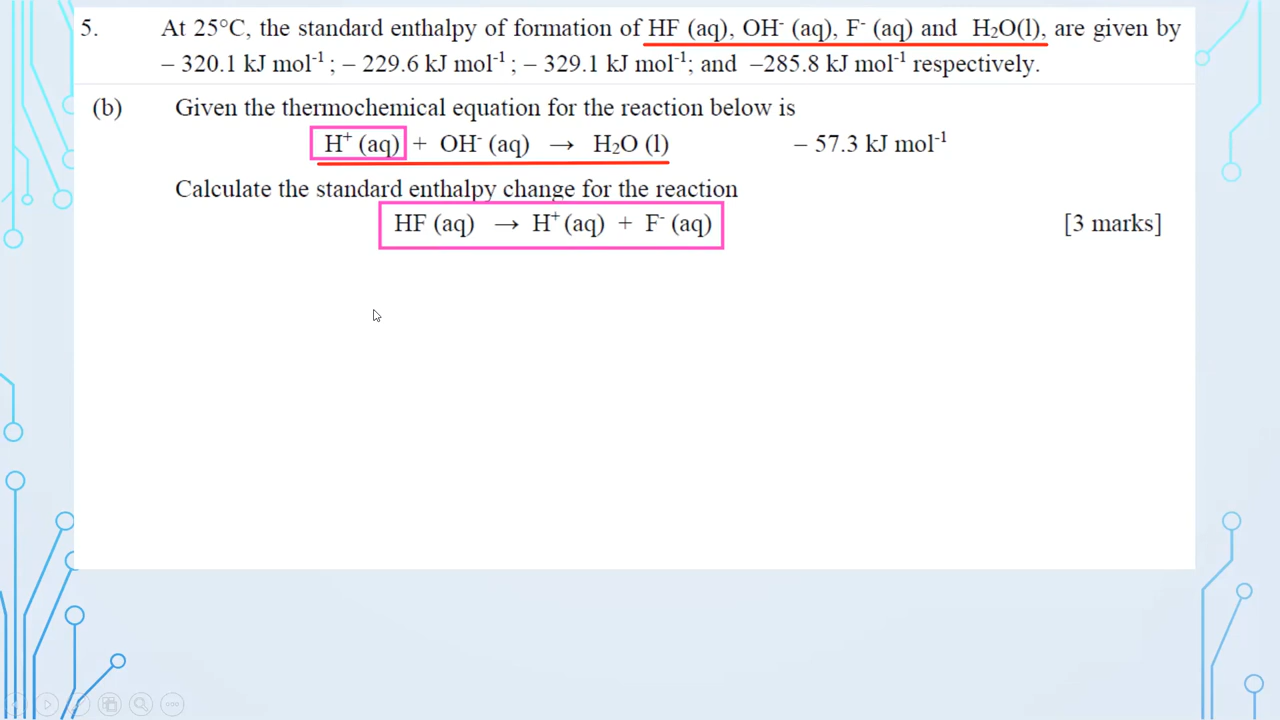 5. At 25°C, the standard enthalpy of formation of HF (aq), OH⁻ (aq), F⁻ (aq) and H₂O(l), are given by
– 320.1 kJ mol⁻¹ ; – 229.6 kJ mol⁻¹ ; – 329.1 kJ mol⁻¹; and –285.8 kJ mol⁻¹ respectively.
(b) Given the thermochemical equation for the reaction below is
H⁺ (aq) + OH⁻ (aq) → H₂O (l) – 57.3 kJ mol⁻¹
Calculate the standard enthalpy change for the reaction
HF (aq) → H⁺ (aq) + F⁻ (aq) [3 marks]